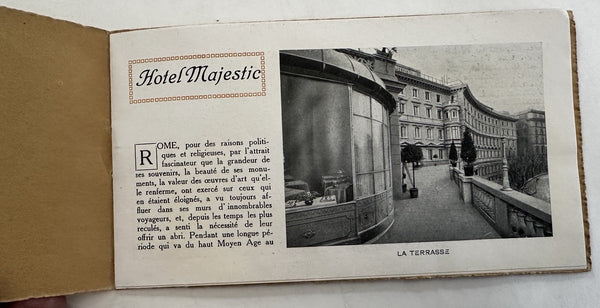 Hotel Majestic
ROME, pour des raisons politi-
ques et religieuses, par l'attrait
fascinateur que la grandeur de
ses souvenirs, la beauté de ses monu-
ments, la valeur des œuvres d'art qu'el-
le renferme, ont exercé sur ceux qui
en étaient éloignés, a vu toujours af-
fluer dans ses murs d'innombrables
voyageurs, et, depuis les temps les plus
reculés, a senti la nécessité de leur
offrir un abri. Pendant une longue pé-
riode qui va du haut Moyen Age au
LA TERRASSE